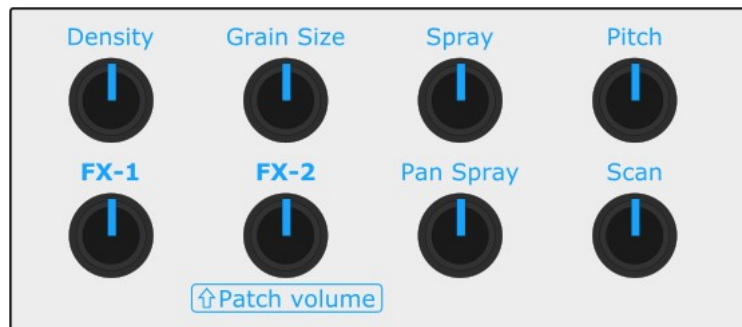 Density Grain Size Spray Pitch
FX-1 FX-2 Pan Spray Scan
⇧Patch volume